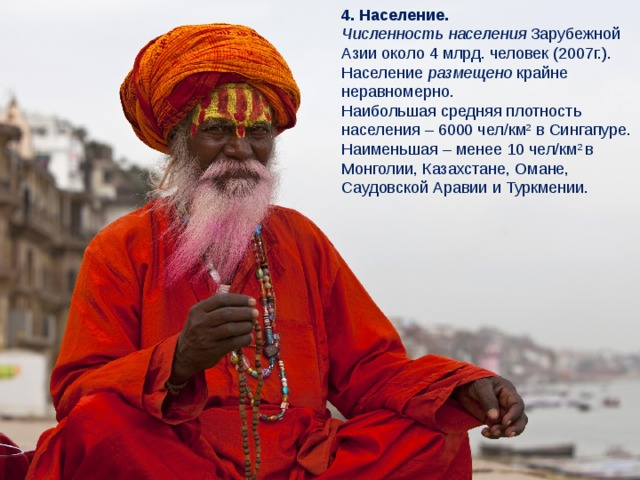 4. Население.
Численность населения Зарубежной
Азии около 4 млрд. человек (2007г.).
Население размещено крайне
неравномерно.
Наибольшая средняя плотность
населения – 6000 чел/км² в Сингапуре.
Наименьшая – менее 10 чел/км² в
Монголии, Казахстане, Омане,
Саудовской Аравии и Туркмении.